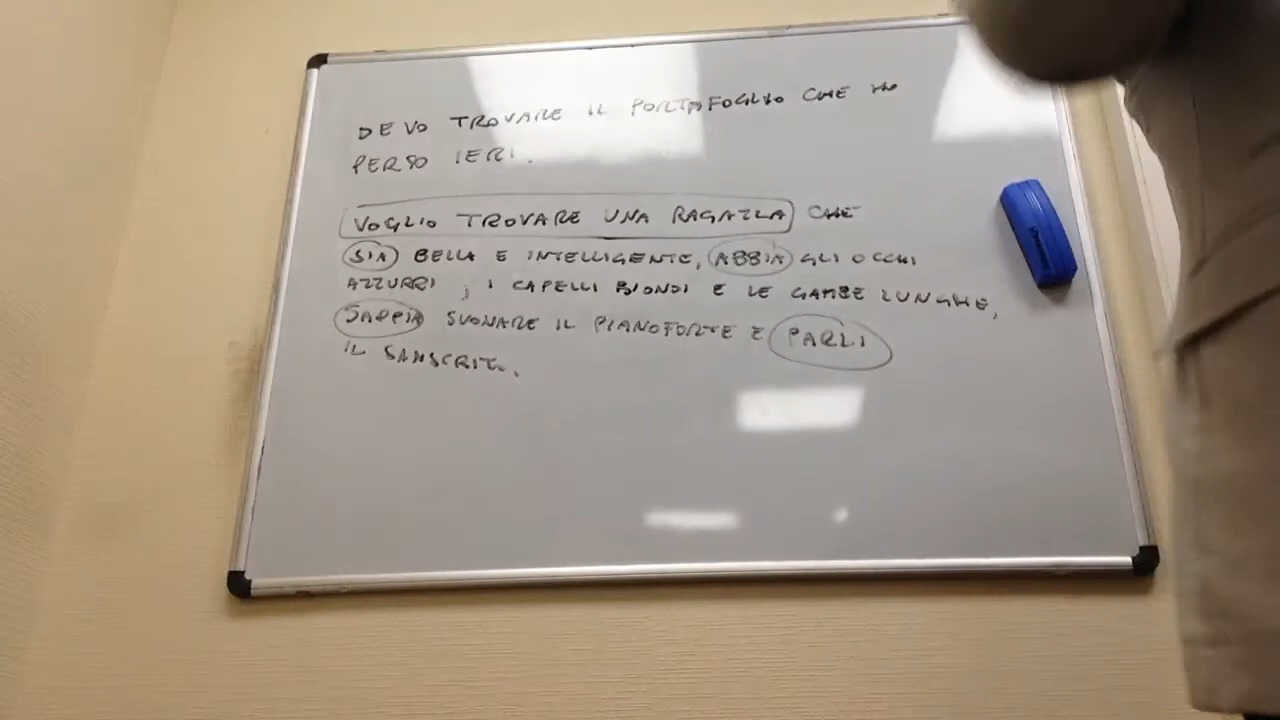 DEVO TROVARE IL PORTAFOGLIO CHE HO
PERSO IERI.
VOGLIO TROVARE UNA RAGAZZA CHE
SIA BELLA E INTELLIGENTE, ABBIA GLI OCCHI
AZZURRI, I CAPELLI BIONDI E LE GAMBE LUNGHE,
SAPPIA SUONARE IL PIANOFORTE E PARLI
IL SANSCRITO.